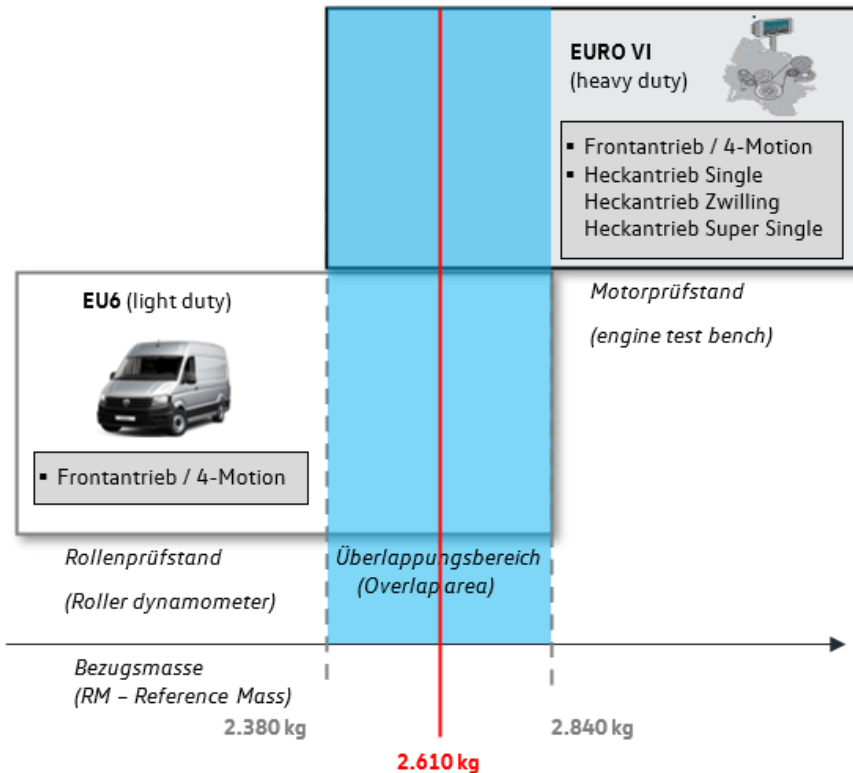 EURO VI
(heavy duty)
▪ Frontantrieb / 4-Motion
▪ Heckantrieb Single
Heckantrieb Zwilling
Heckantrieb Super Single
EU6 (light duty)
▪ Frontantrieb / 4-Motion
Motorprüfstand
(engine test bench)
Rollenprüfstand
(Roller dynamometer)
Überlappungsbereich
(Overlap area)
Bezugsmasse
(RM – Reference Mass)
2.380 kg
2.610 kg
2.840 kg